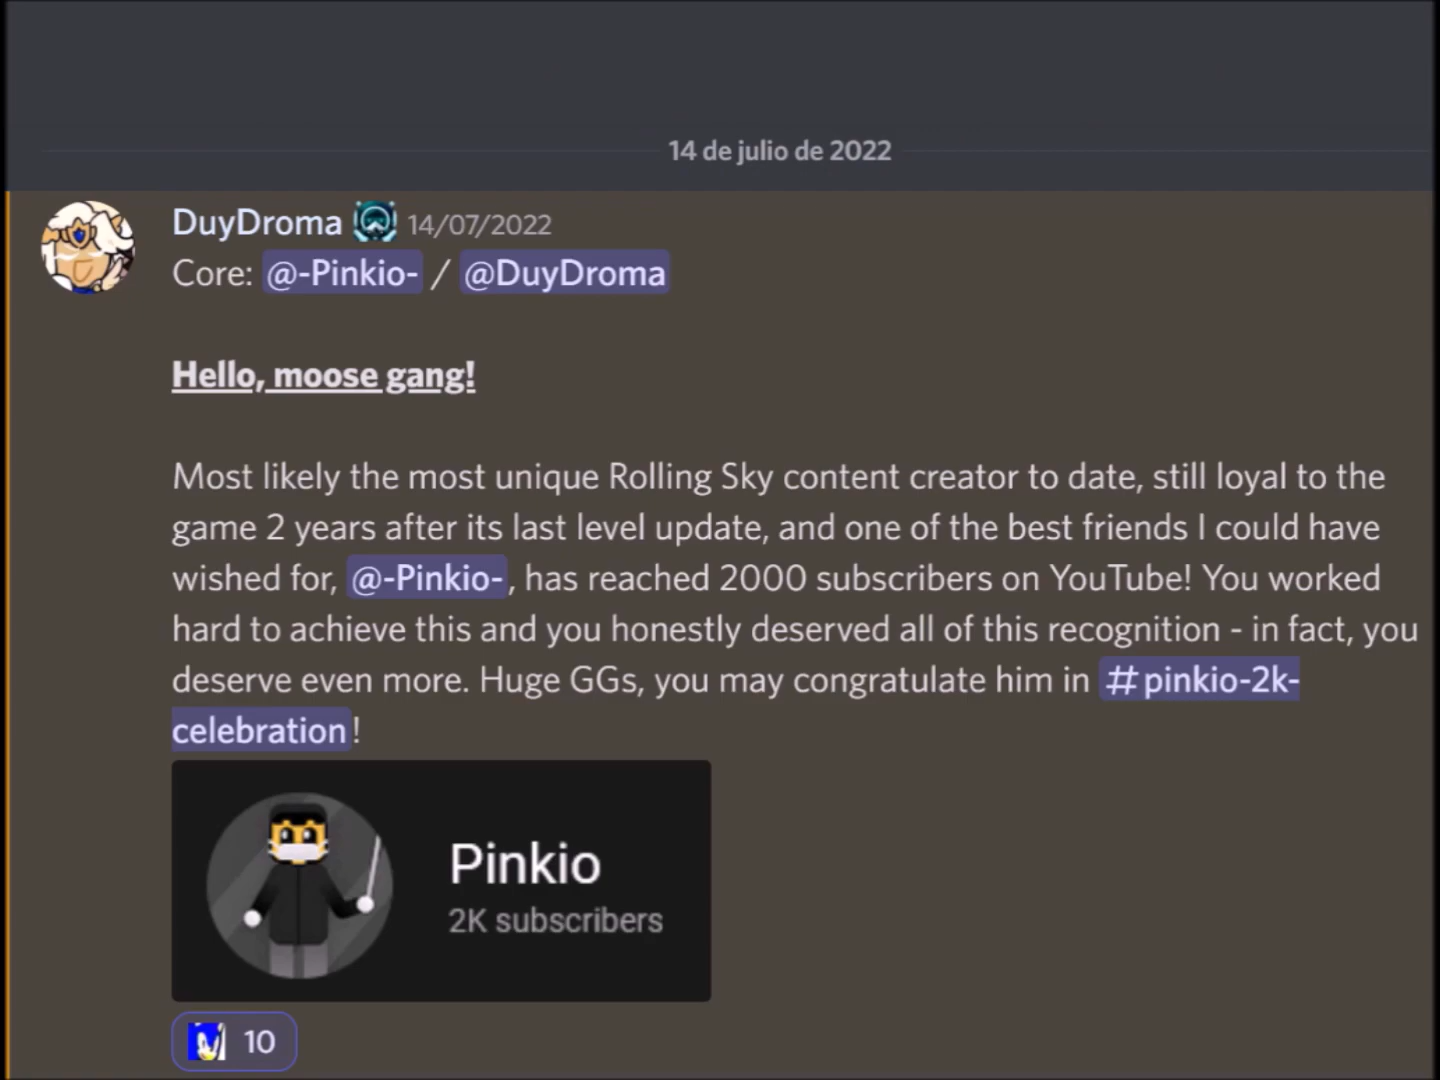 14 de julio de 2022
DuyDroma 14/07/2022
Core: @-Pinkio- / @DuyDroma
Hello, moose gang!
Most likely the most unique Rolling Sky content creator to date, still loyal to the
game 2 years after its last level update, and one of the best friends I could have
wished for, @-Pinkio-, has reached 2000 subscribers on YouTube! You worked
hard to achieve this and you honestly deserved all of this recognition - in fact, you
deserve even more. Huge GGs, you may congratulate him in #pinkio-2k-
celebration!
Pinkio
2K subscribers
10